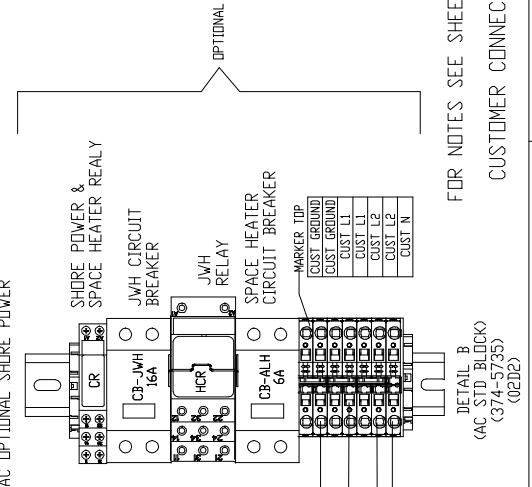 AC OPTIONAL SHORE POWER
SHORE POWER &
SPACE HEATER REALY
JWH CIRCUIT
BREAKER
JWH
RELAY
SPACE HEATER
CIRCUIT BREAKER
MARKER TOP
CUST GROUND
CUST GROUND
CUST L1
CUST L1
CUST L2
CUST L2
CUST N
CR
CB-JWH
16A
HCR
CB-ALH
6A
OPTIONAL
DETAIL B
(AC STD BLOCK)
(374-5735)
(02D2)
FOR NOTES SEE SHEE
CUSTOMER CONNEC